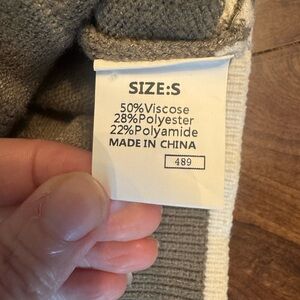 SIZE:S
50%Viscose
28%Polyester
22%Polyamide
MADE IN CHINA
489